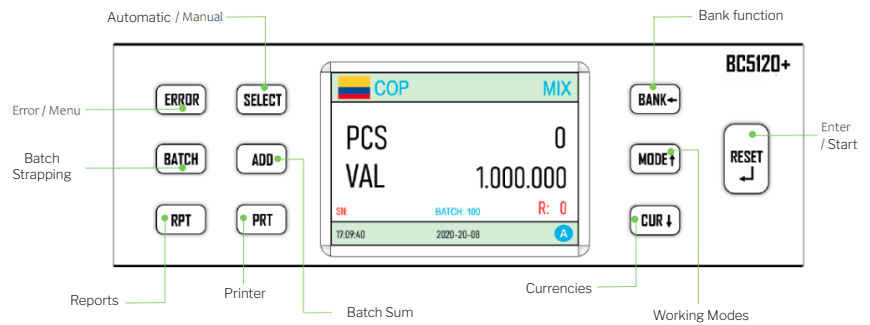 Automatic / Manual
Bank function
BC5120+
ERROR
SELECT
COP
MIX
BANK←
Error / Menu
Enter
/ Start
PCS
0
Batch
Strapping
BATCH
ADD
MODE↑
RESET
↵
VAL
1.000.000
RPT
PRT
SN:
BATCH: 100
R: 0
CUR↓
17:09:40
2020-20-08
A
Reports
Printer
Batch Sum
Currencies
Working Modes